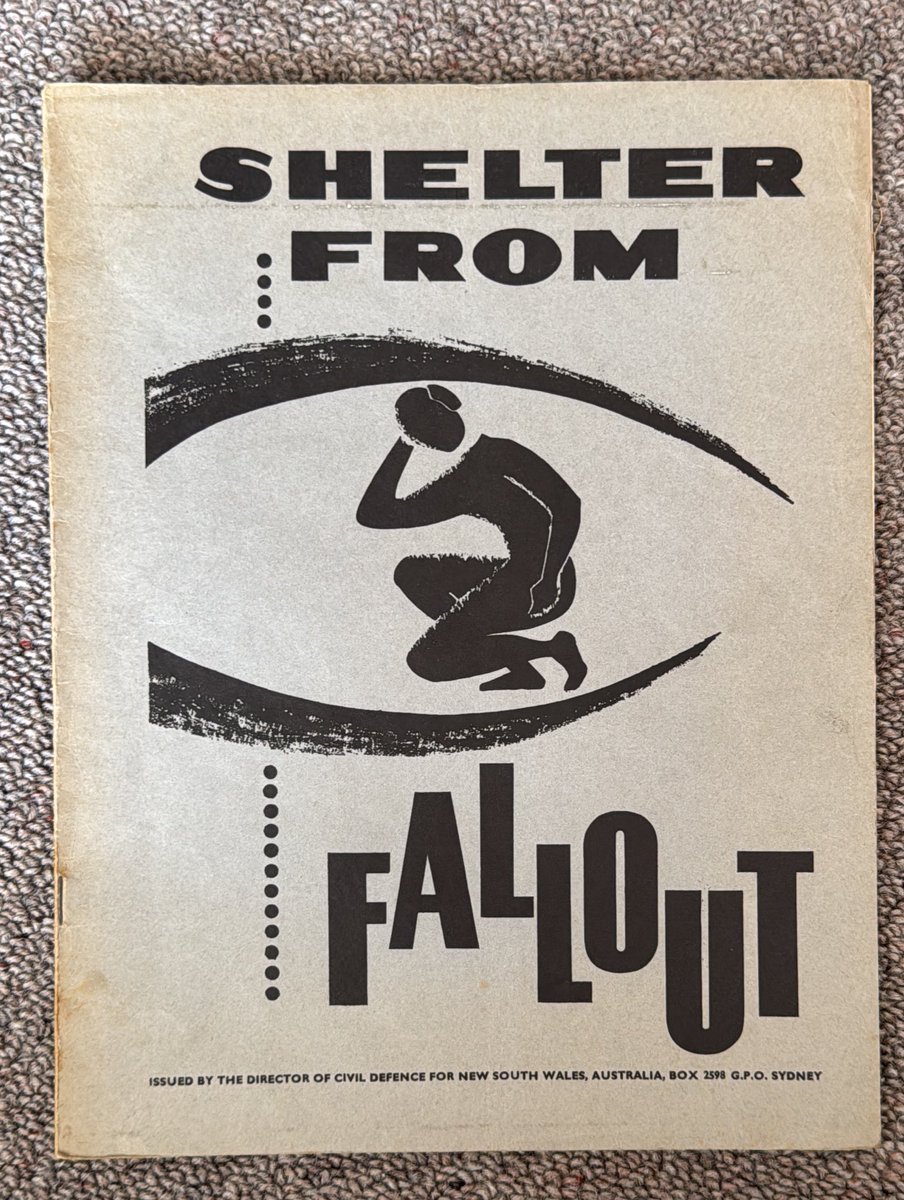 SHELTER
FROM
FALLOUT
ISSUED BY THE DIRECTOR OF CIVIL DEFENCE FOR NEW SOUTH WALES, AUSTRALIA, BOX 2598 G.P.O. SYDNEY